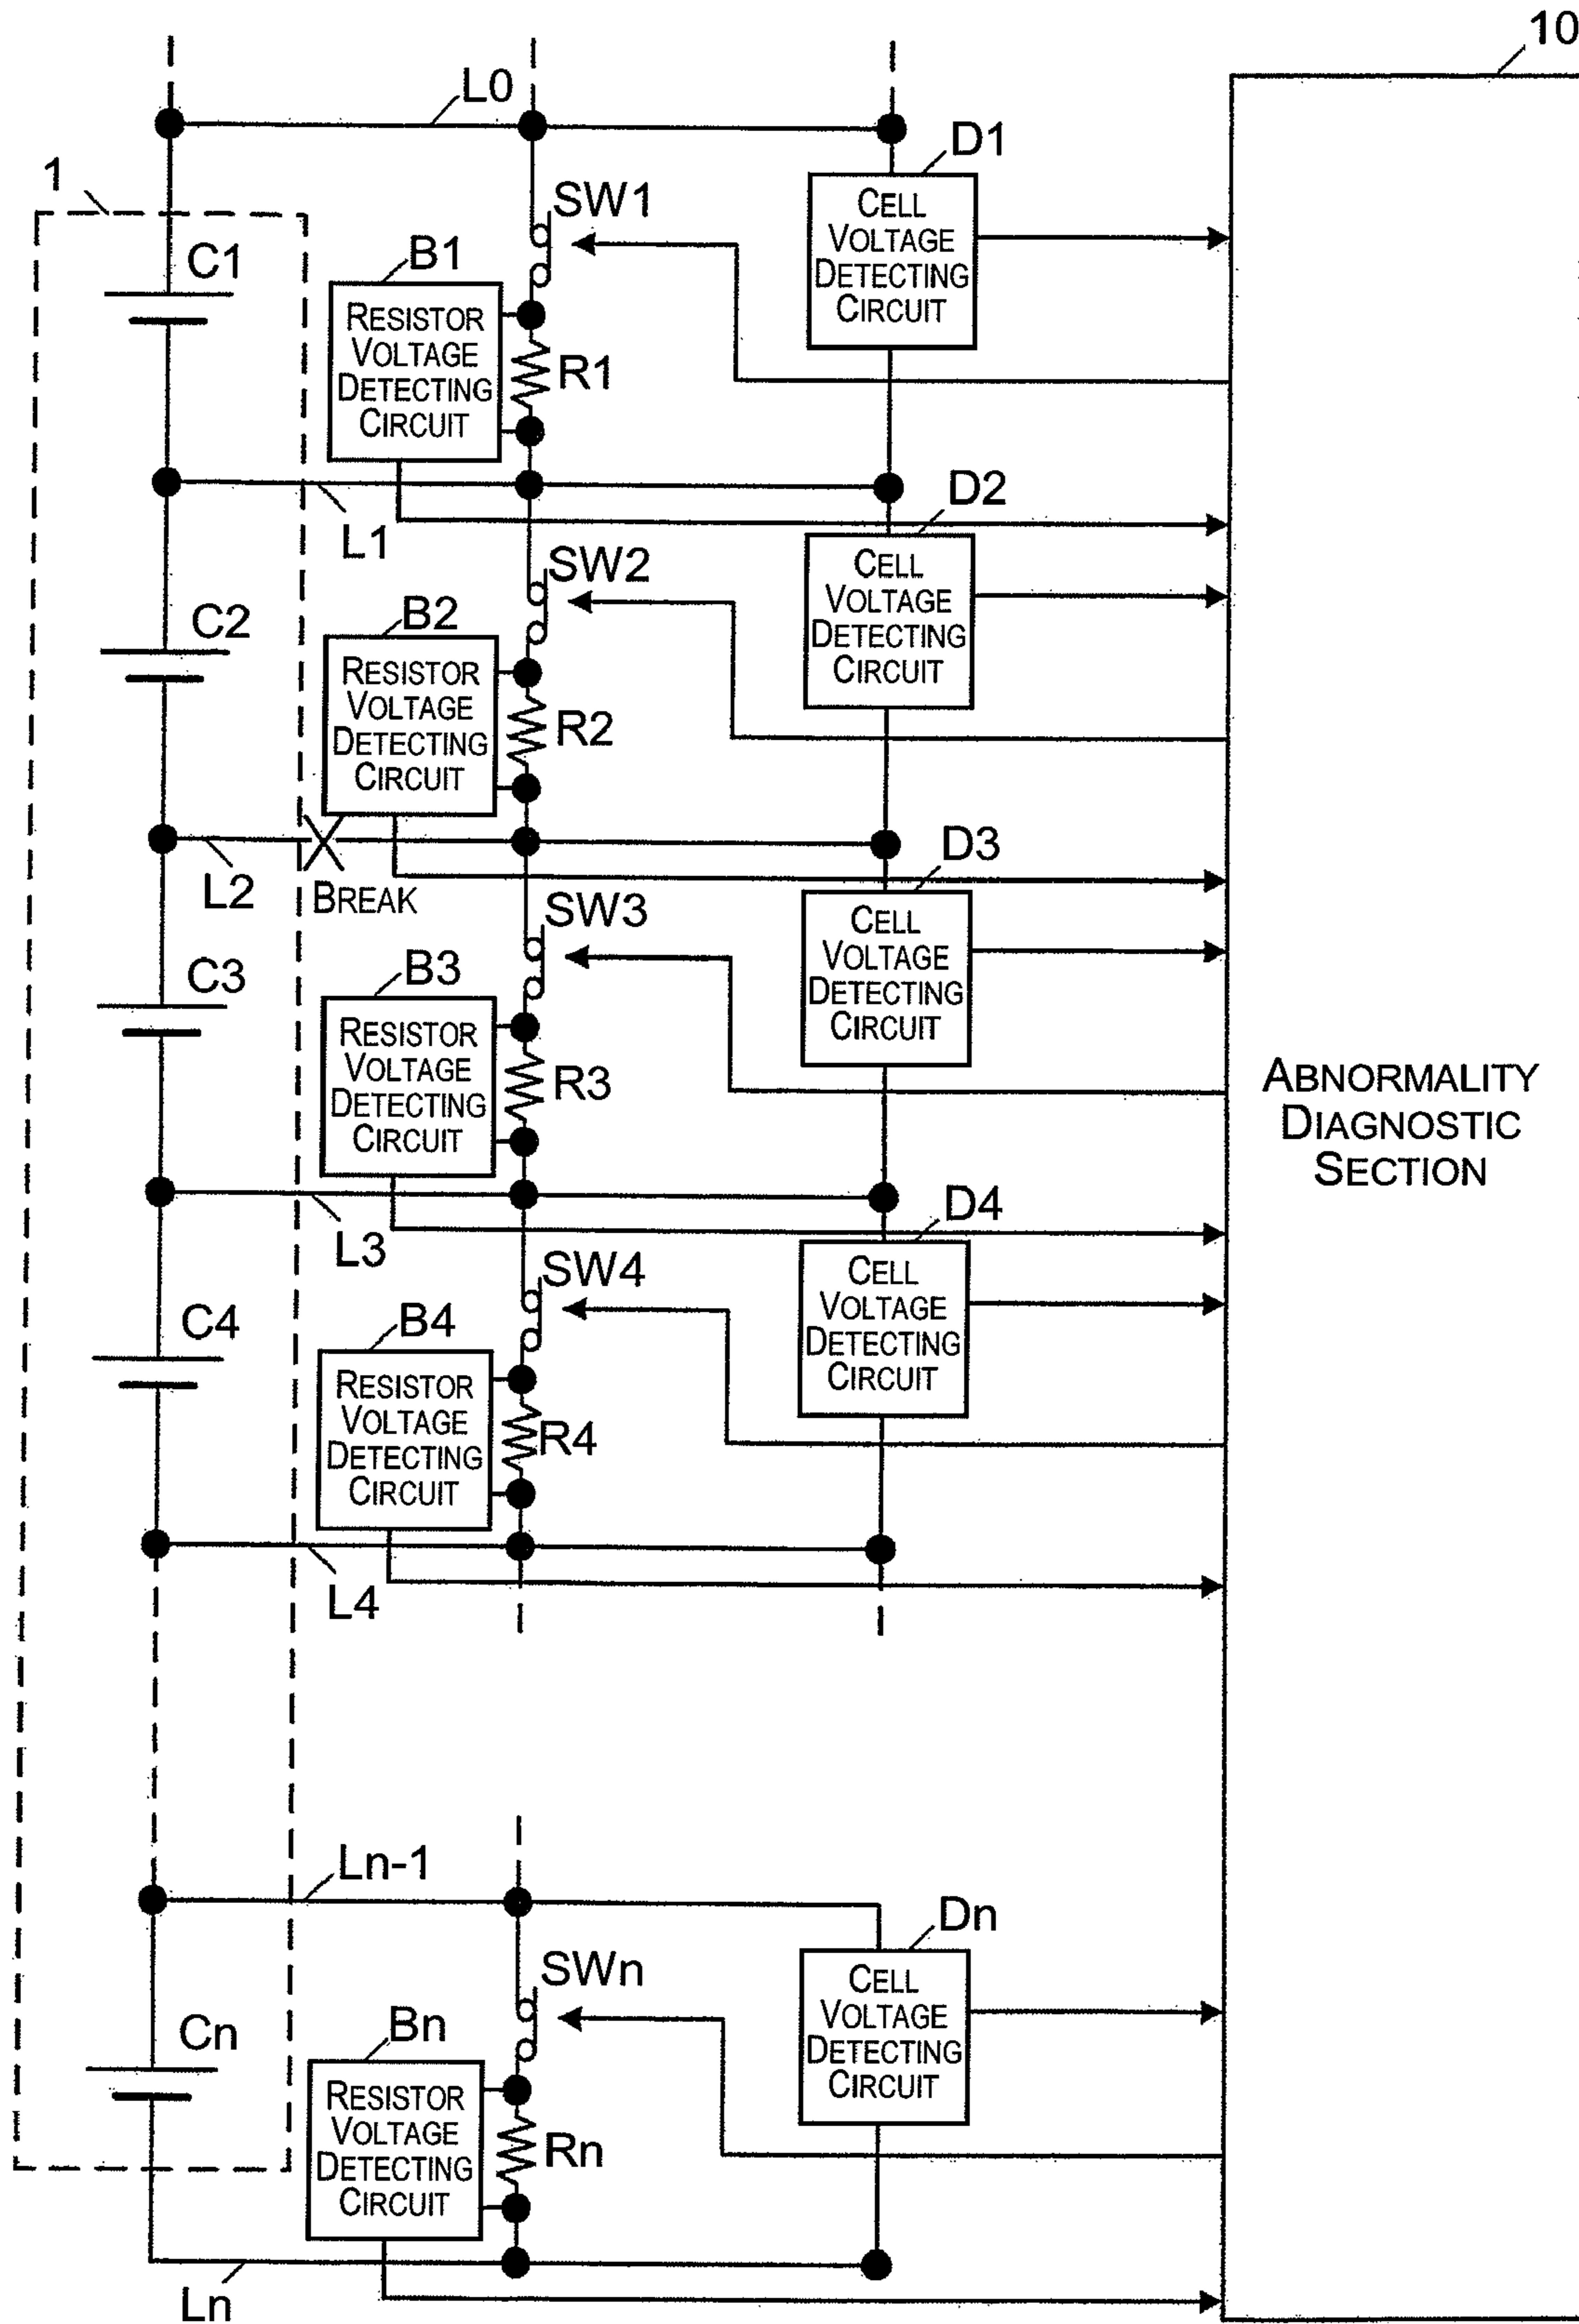 10
L0
D1
1
SW1
CELL
VOLTAGE
DETECTING
CIRCUIT
C1
B1
RESISTOR
VOLTAGE
DETECTING
CIRCUIT
R1
D2
L1
SW2
CELL
VOLTAGE
DETECTING
CIRCUIT
C2
B2
RESISTOR
VOLTAGE
DETECTING
CIRCUIT
R2
D3
L2
BREAK
SW3
CELL
VOLTAGE
DETECTING
CIRCUIT
C3
B3
RESISTOR
VOLTAGE
DETECTING
CIRCUIT
R3
ABNORMALITY
DIAGNOSTIC
SECTION
D4
L3
SW4
CELL
VOLTAGE
DETECTING
CIRCUIT
C4
B4
RESISTOR
VOLTAGE
DETECTING
CIRCUIT
R4
L4
Ln-1
Dn
SWn
CELL
VOLTAGE
DETECTING
CIRCUIT
Cn
Bn
RESISTOR
VOLTAGE
DETECTING
CIRCUIT
Rn
Ln